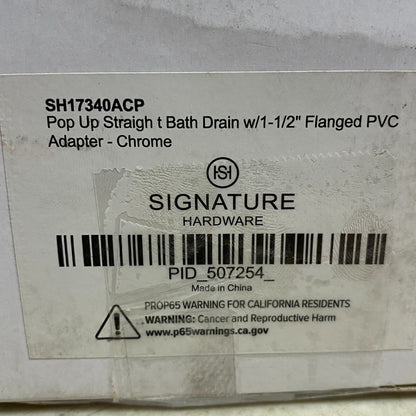 SH17340ACP
Pop Up Straigh t Bath Drain w/1-1/2" Flanged PVC
Adapter - Chrome
SH
SIGNATURE
HARDWARE
PID_507254_
Made in China
PROP65 WARNING FOR CALIFORNIA RESIDENTS
WARNING: Cancer and Reproductive Harm
www.p65warnings.ca.gov